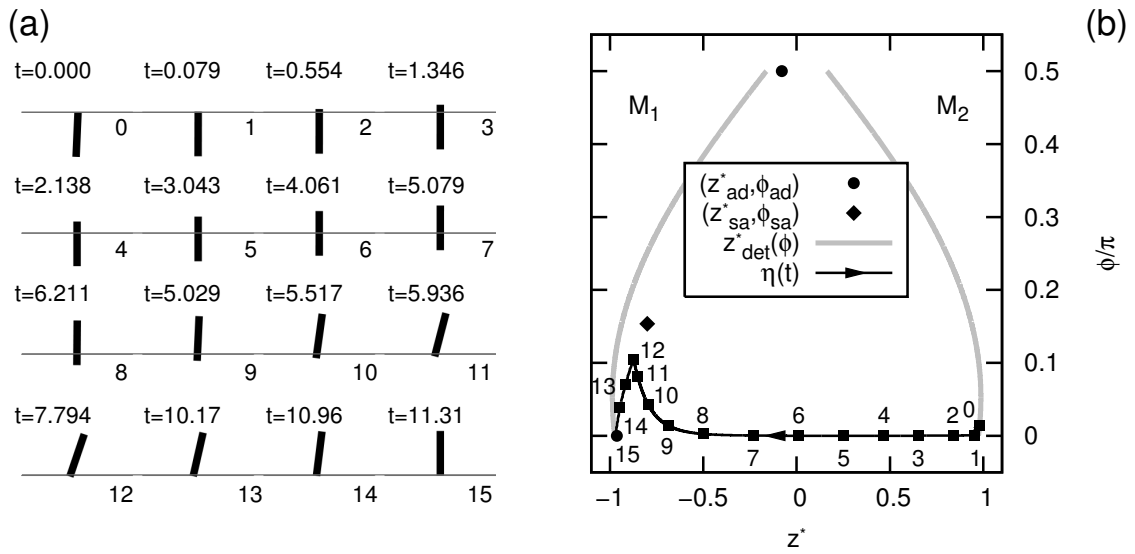 (a)
t=0.000 t=0.079 t=0.554 t=1.346
0 1 2 3
t=2.138 t=3.043 t=4.061 t=5.079
4 5 6 7
t=6.211 t=5.029 t=5.517 t=5.936
8 9 10 11
t=7.794 t=10.17 t=10.96 t=11.31
12 13 14 15
(b)
M1 M2
(z*ad,ϕad)
(z*sa,ϕsa)
z*det(ϕ)
η(t)
0.5
0.4
0.3
0.2
0.1
0
ϕ/π
12
13 11
10
14
15 9 8 7 6 5 4 3 2 1 0
−1 −0.5 0 0.5 1
z*